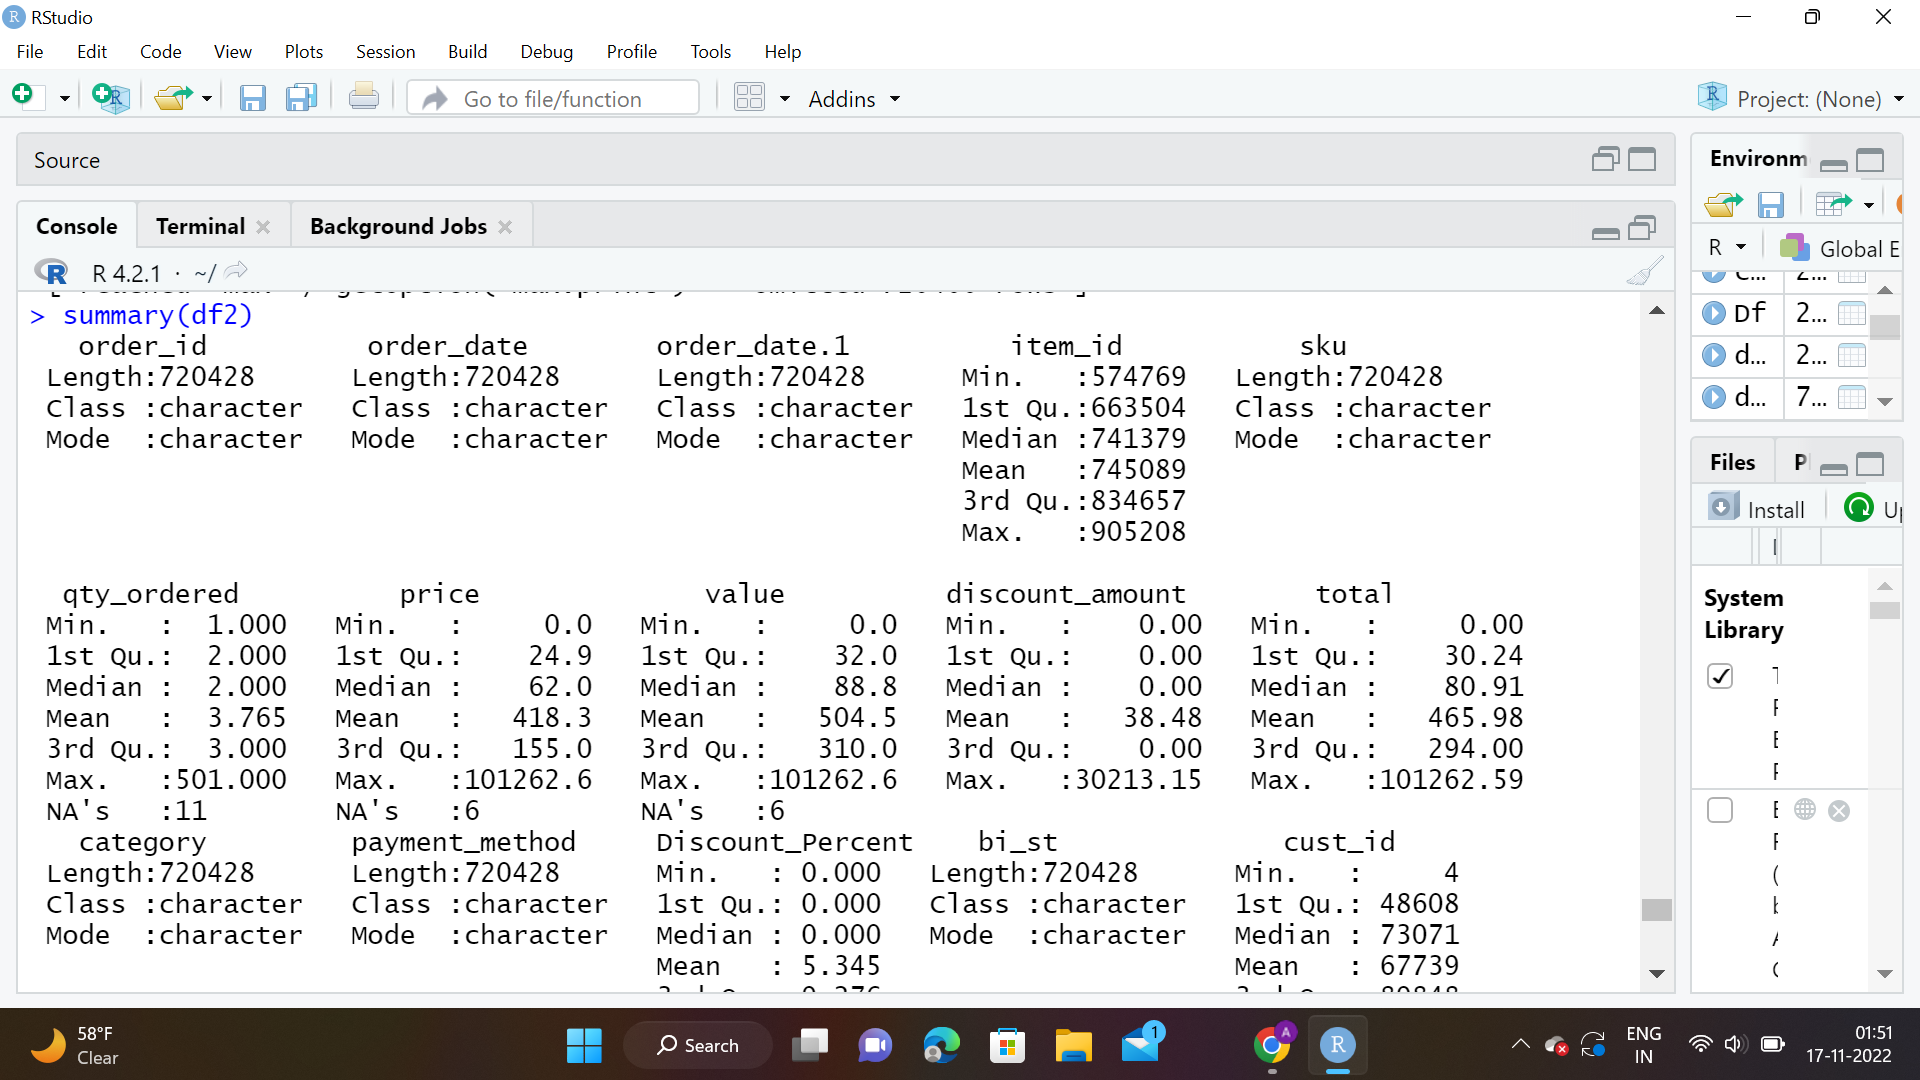 RStudio
File Edit Code View Plots Session Build Debug Profile Tools Help
Go to file/function Addins Project: (None)
Source
Console Terminal Background Jobs
R 4.2.1 · ~/
> summary(df2)
order_id order_date order_date.1 item_id sku
Length:720428 Length:720428 Length:720428 Min. :574769 Length:720428
Class :character Class :character Class :character 1st Qu.:663504 Class :character
Mode :character Mode :character Mode :character Median :741379 Mode :character
Mean :745089
3rd Qu.:834657
Max. :905208
qty_ordered price value discount_amount total
Min. : 1.000 Min. : 0.0 Min. : 0.0 Min. : 0.00 Min. : 0.00
1st Qu.: 2.000 1st Qu.: 24.9 1st Qu.: 32.0 1st Qu.: 0.00 1st Qu.: 30.24
Median : 2.000 Median : 62.0 Median : 88.8 Median : 0.00 Median : 80.91
Mean : 3.765 Mean : 418.3 Mean : 504.5 Mean : 38.48 Mean : 465.98
3rd Qu.: 3.000 3rd Qu.: 155.0 3rd Qu.: 310.0 3rd Qu.: 0.00 3rd Qu.: 294.00
Max. :501.000 Max. :101262.6 Max. :101262.6 Max. :30213.15 Max. :101262.59
NA's :11 NA's :6 NA's :6
category payment_method Discount_Percent bi_st cust_id
Length:720428 Length:720428 Min. : 0.000 Length:720428 Min. : 4
Class :character Class :character 1st Qu.: 0.000 Class :character 1st Qu.: 48608
Mode :character Mode :character Median : 0.000 Mode :character Median : 73071
Mean : 5.345 Mean : 67739
Environm
R Global E
Df 2...
d... 2...
d... 7...
Files P
Install Up
System
Library
58°F
Clear
Search
1
A
ENG
IN
01:51
17-11-2022